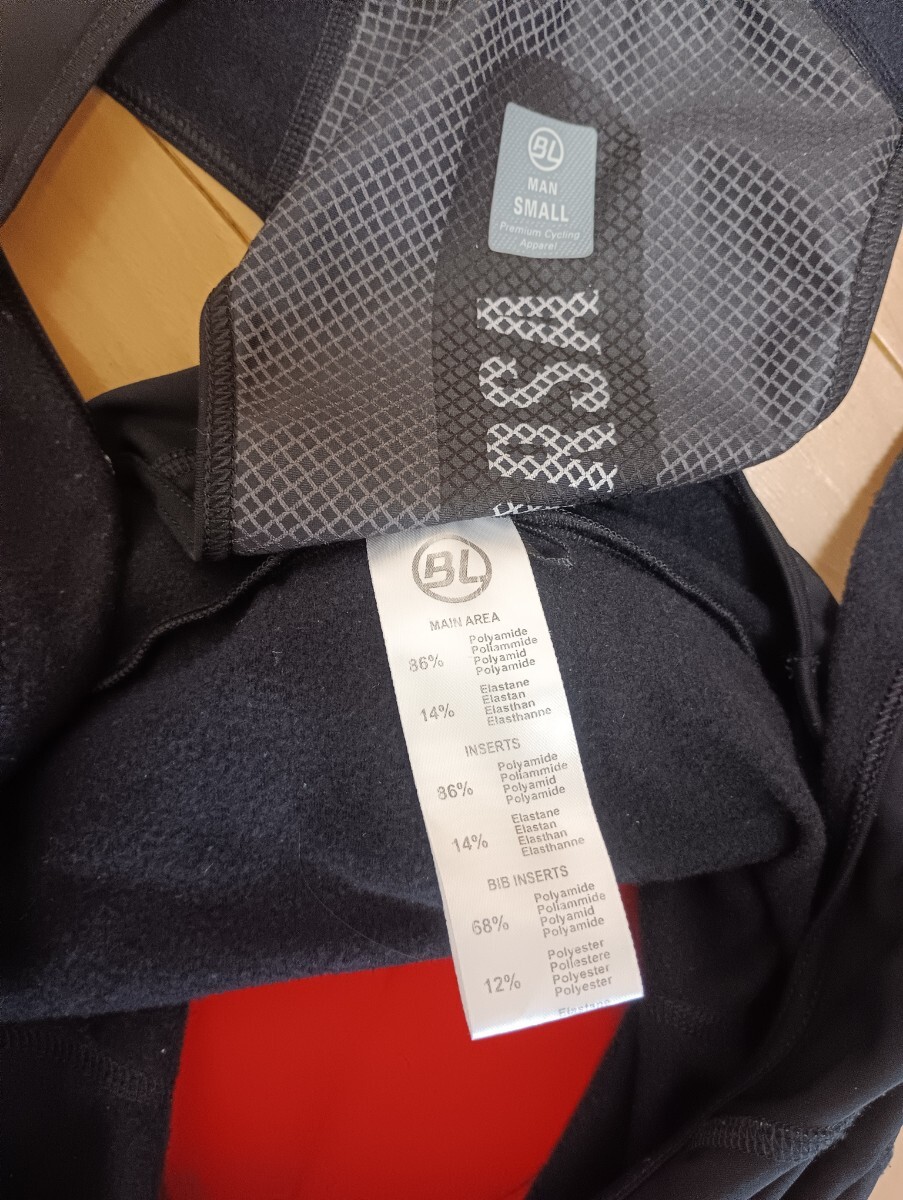 BL
MAN
SMALL
Premium Cycling
Apparel
BL
MAIN AREA
86% Polyamide
Poliammide
Polyamid
Polyamide
14% Elastane
Elastan
Elasthan
Elasthanne
INSERTS
86% Polyamide
Poliammide
Polyamid
Polyamide
14% Elastane
Elastan
Elasthan
Elasthanne
BIB INSERTS
68% Polyamide
Poliammide
Polyamid
Polyamide
12% Polyester
Poliestere
Polyester
Polyester
Elastane